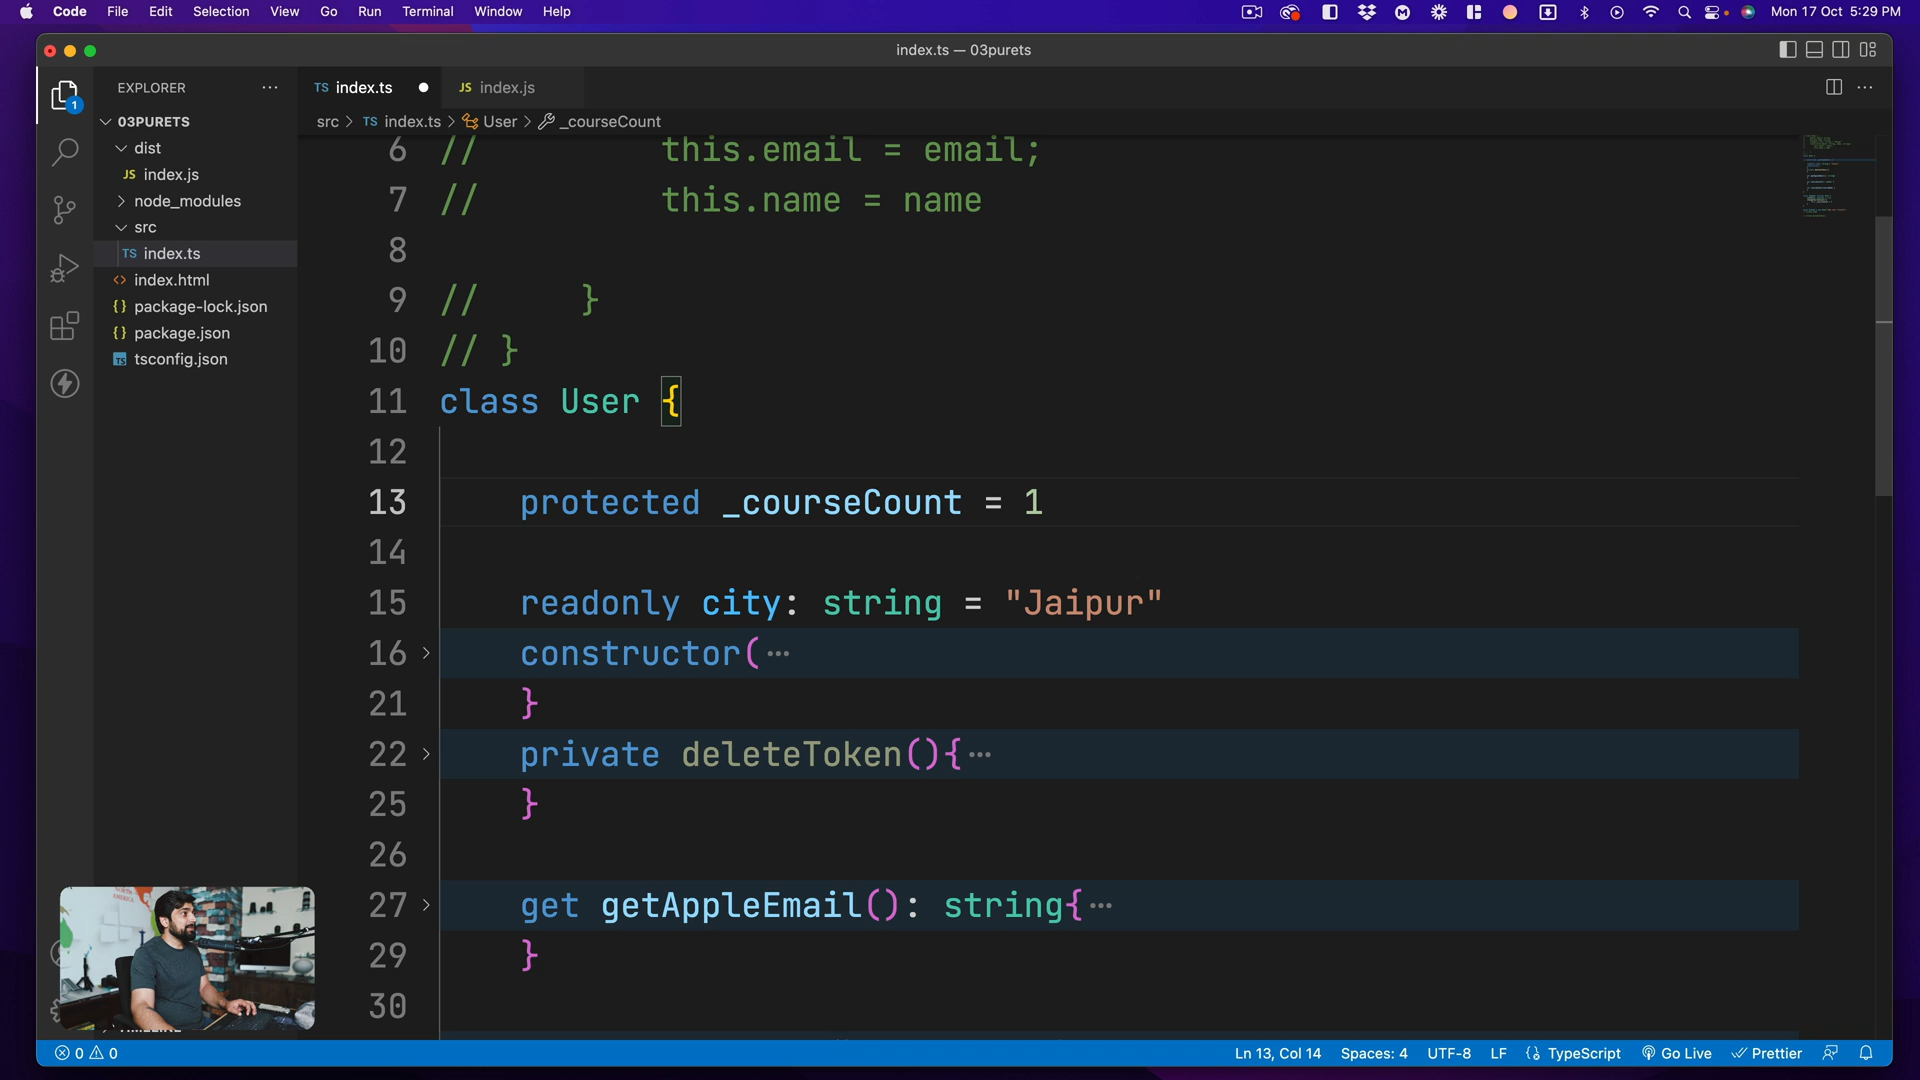 Code File Edit Selection View Go Run Terminal Window Help Mon 17 Oct 5:29 PM
index.ts — 03purets
1
EXPLORER ···
TS index.ts JS index.js ···
src > TS index.ts > User > _courseCount
03PURETS
dist
JS index.js
node_modules
src
TS index.ts
index.html
{} package-lock.json
{} package.json
TS tsconfig.json
6 // this.email = email;
7 // this.name = name
8
9 // }
10 // }
11 class User {
12
13 protected _courseCount = 1
14
15 readonly city: string = "Jaipur"
16 constructor(···
21 }
22 private deleteToken(){···
25 }
26
27 get getAppleEmail(): string{···
29 }
30
NORTH
AMERICA
0 0 Ln 13, Col 14 Spaces: 4 UTF-8 LF {} TypeScript Go Live Prettier